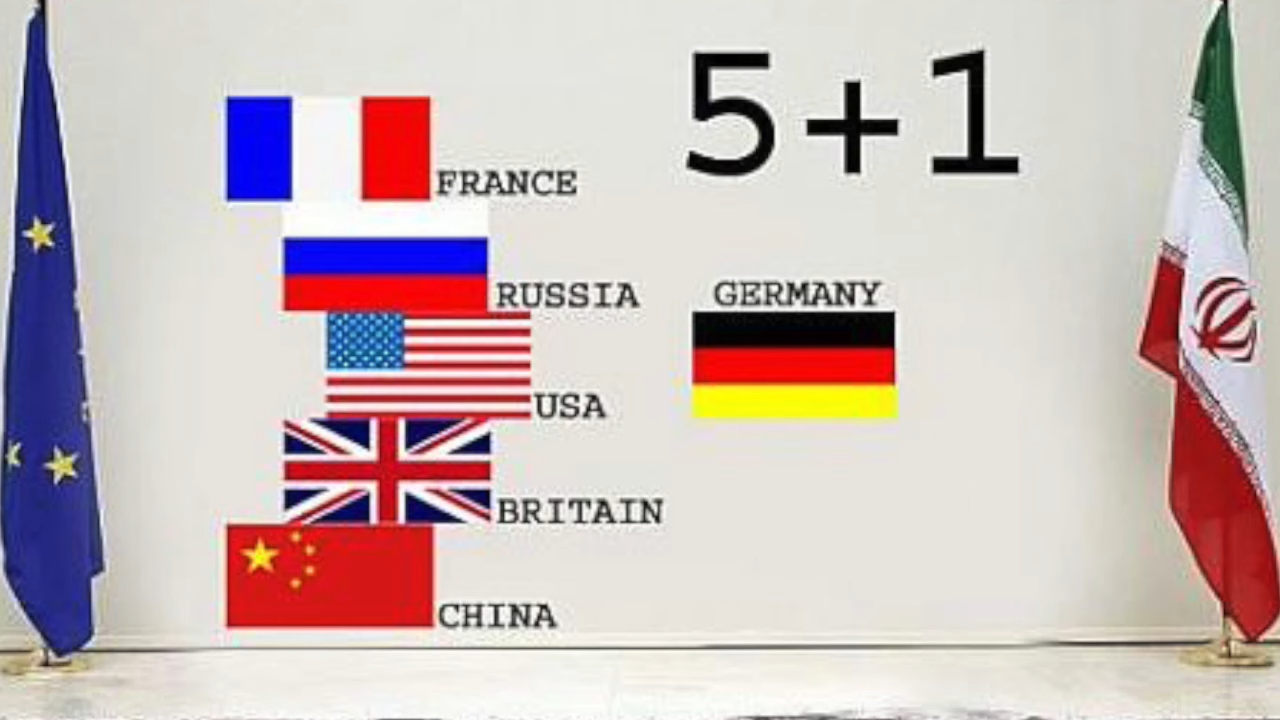 5+1
FRANCE
RUSSIA
GERMANY
USA
BRITAIN
CHINA